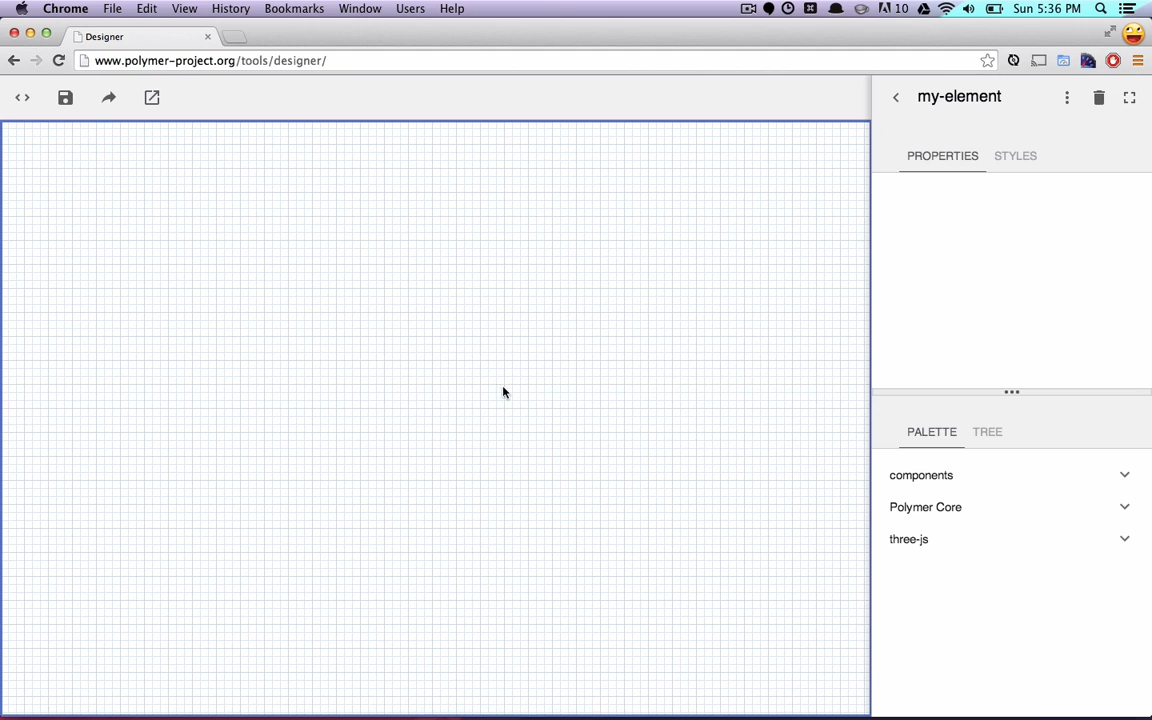 Chrome File Edit View History Bookmarks Window Users Help 10 Sun 5:36 PM
Designer
www.polymer-project.org/tools/designer/
my-element
PROPERTIES STYLES
PALETTE TREE
components
Polymer Core
three-js